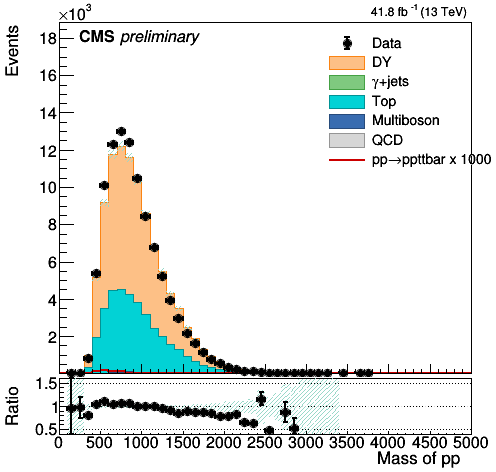 ×10³
41.8 fb⁻¹ (13 TeV)
CMS preliminary
Events
18
16
14
12
10
8
6
4
2
Data
DY
γ+jets
Top
Multiboson
QCD
pp→ppttbar x 1000
Ratio
1.5
1
0.5
0 500 1000 1500 2000 2500 3000 3500 4000 4500 5000
Mass of pp